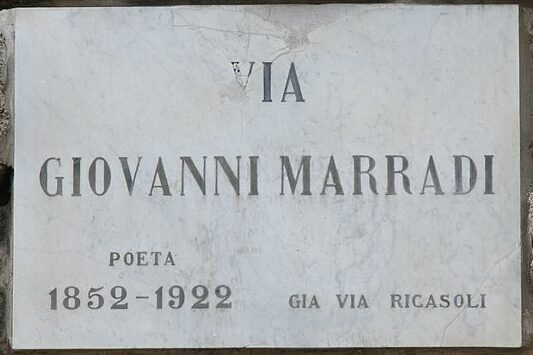 VIA
GIOVANNI MARRADI
POETA
1852-1922 GIA VIA RICASOLI